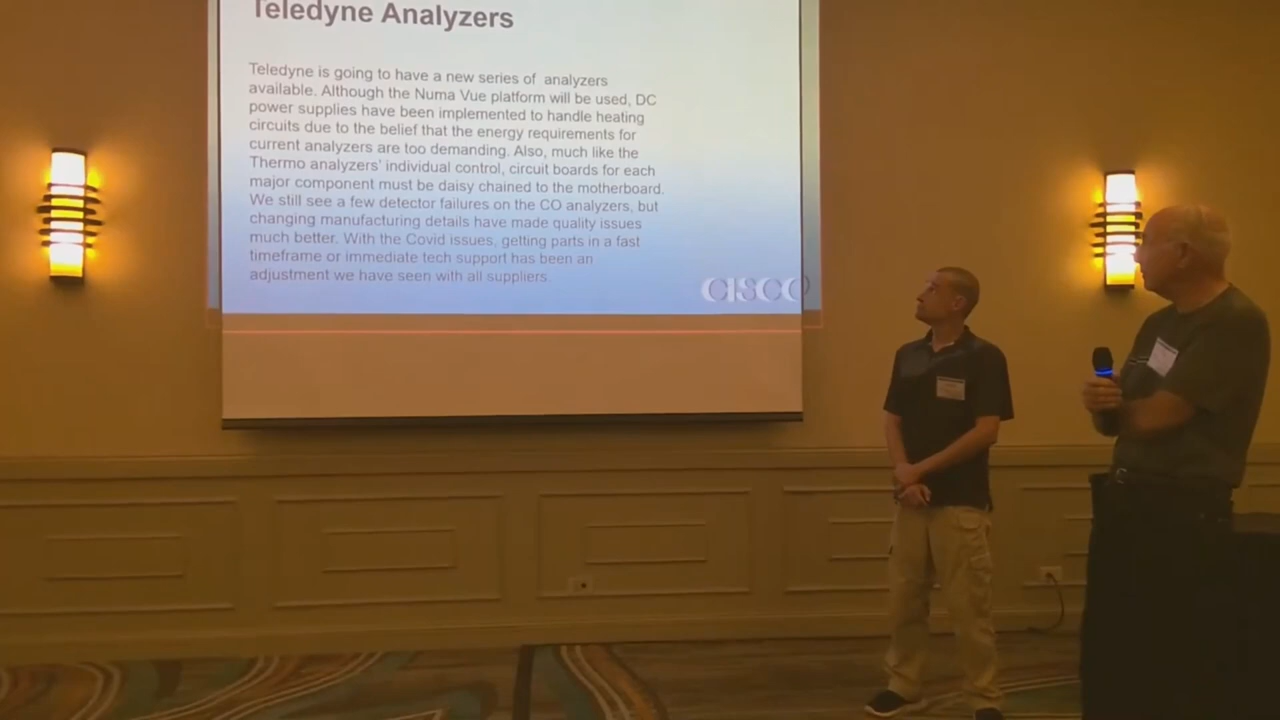 Teledyne Analyzers
Teledyne is going to have a new series of analyzers
available. Although the Numa Vue platform will be used, DC
power supplies have been implemented to handle heating
circuits due to the belief that the energy requirements for
current analyzers are too demanding. Also, much like the
Thermo analyzers' individual control, circuit boards for each
major component must be daisy chained to the motherboard.
We still see a few detector failures on the CO analyzers, but
changing manufacturing details have made quality issues
much better. With the Covid issues, getting parts in a fast
timeframe or immediate tech support has been an
adjustment we have seen with all suppliers.
CISCO